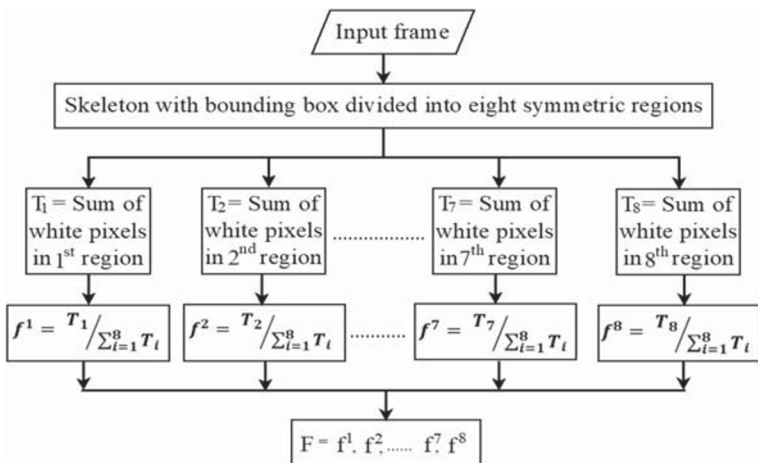 Input frame
Skeleton with bounding box divided into eight symmetric regions
T₁= Sum of
white pixels
in 1ˢᵗ region
T₂= Sum of
white pixels
in 2ⁿᵈ region
......................
T₇= Sum of
white pixels
in 7ᵗʰ region
T₈= Sum of
white pixels
in 8ᵗʰ region
f¹ = T₁/∑⁸ᵢ₌₁ Tᵢ
f² = T₂/∑⁸ᵢ₌₁ Tᵢ
............
f⁷ = T₇/∑⁸ᵢ₌₁ Tᵢ
f⁸ = T₈/∑⁸ᵢ₌₁ Tᵢ
F = f¹, f²,...... f⁷, f⁸